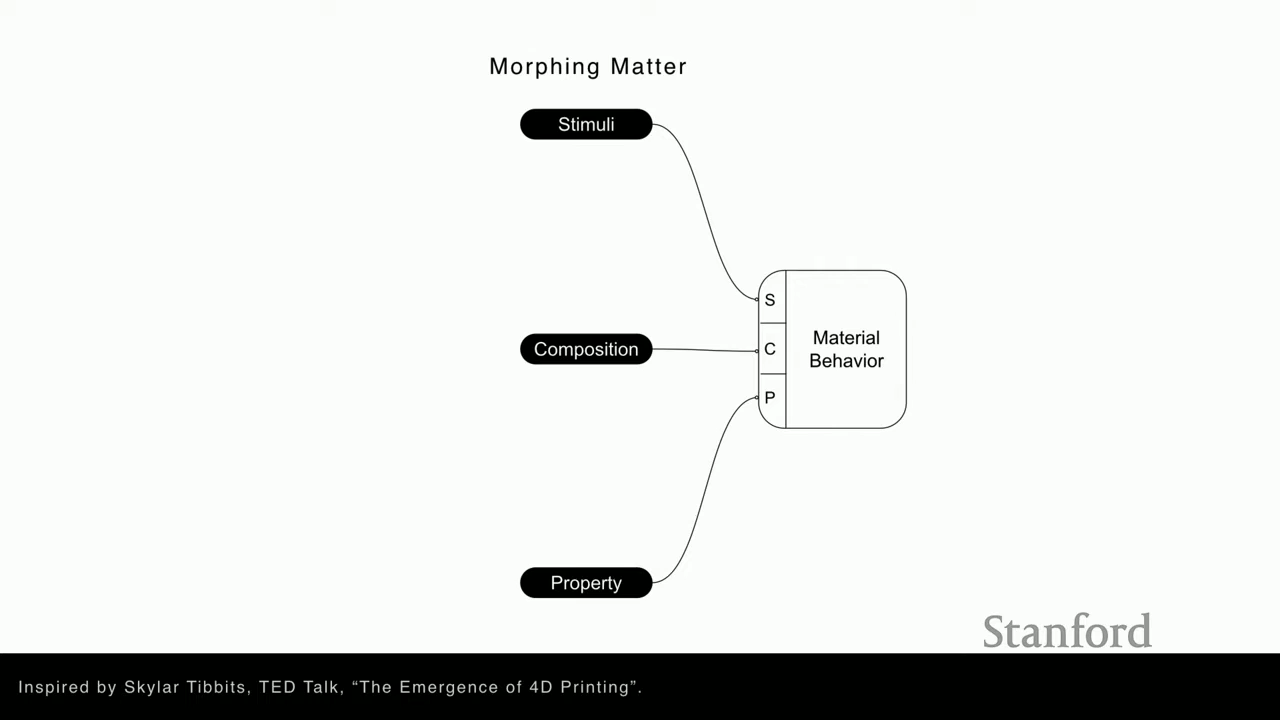 Morphing Matter
Stimuli
S
Composition
C
Material
Behavior
P
Property
Stanford
Inspired by Skylar Tibbits, TED Talk, “The Emergence of 4D Printing”.